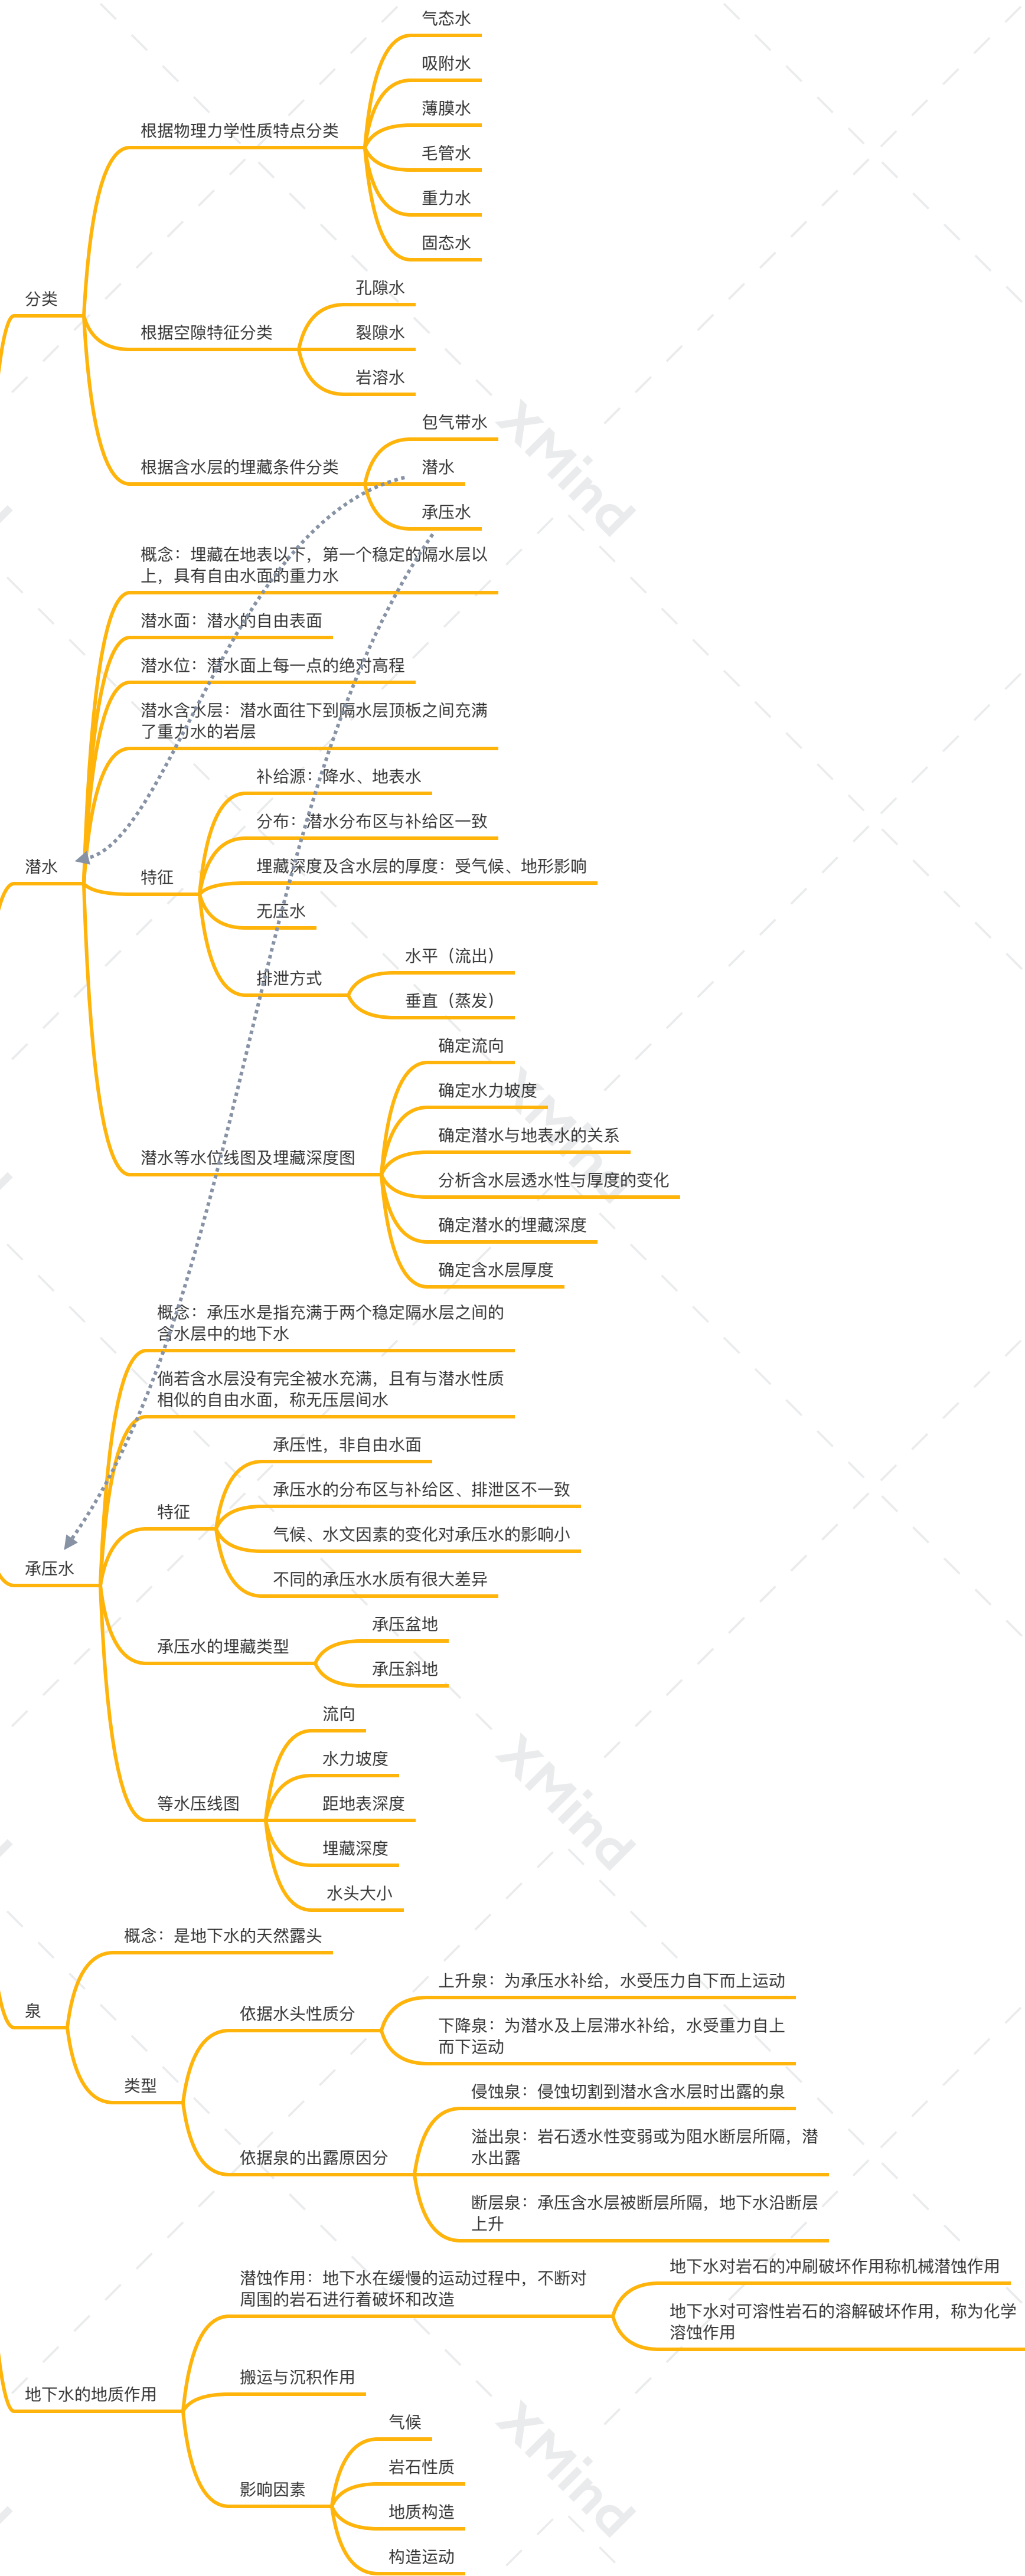 气态水
吸附水
薄膜水
根据物理力学性质特点分类
毛管水
重力水
固态水
分类
孔隙水
根据空隙特征分类
裂隙水
岩溶水
包气带水
根据含水层的埋藏条件分类
潜水
承压水
概念：埋藏在地表以下，第一个稳定的隔水层以
上，具有自由水面的重力水
潜水面：潜水的自由表面
潜水位：潜水面上每一点的绝对高程
潜水含水层：潜水面往下到隔水层顶板之间充满
了重力水的岩层
补给源：降水、地表水
分布：潜水分布区与补给区一致
潜水
特征
埋藏深度及含水层的厚度：受气候、地形影响
无压水
排泄方式
水平（流出）
垂直（蒸发）
确定流向
确定水力坡度
确定潜水与地表水的关系
潜水等水位线图及埋藏深度图
分析含水层透水性与厚度的变化
确定潜水的埋藏深度
确定含水层厚度
概念：承压水是指充满于两个稳定隔水层之间的
含水层中的地下水
倘若含水层没有完全被水充满，且有与潜水性质
相似的自由水面，称无压层间水
承压性，非自由水面
承压水的分布区与补给区、排泄区不一致
特征
气候、水文因素的变化对承压水的影响小
不同的承压水水质有很大差异
承压水
承压水的埋藏类型
承压盆地
承压斜地
流向
水力坡度
等水压线图
距地表深度
埋藏深度
水头大小
概念：是地下水的天然露头
泉
依据水头性质分
上升泉：为承压水补给，水受压力自下而上运动
下降泉：为潜水及上层滞水补给，水受重力自上
而下运动
类型
侵蚀泉：侵蚀切割到潜水含水层时出露的泉
依据泉的出露原因分
溢出泉：岩石透水性变弱或为阻水断层所隔，潜
水出露
断层泉：承压含水层被断层所隔，地下水沿断层
上升
潜蚀作用：地下水在缓慢的运动过程中，不断对
周围的岩石进行着破坏和改造
地下水对岩石的冲刷破坏作用称机械潜蚀作用
地下水对可溶性岩石的溶解破坏作用，称为化学
溶蚀作用
地下水的地质作用
搬运与沉积作用
影响因素
气候
岩石性质
地质构造
构造运动
XMind
XMind
XMind
XMind